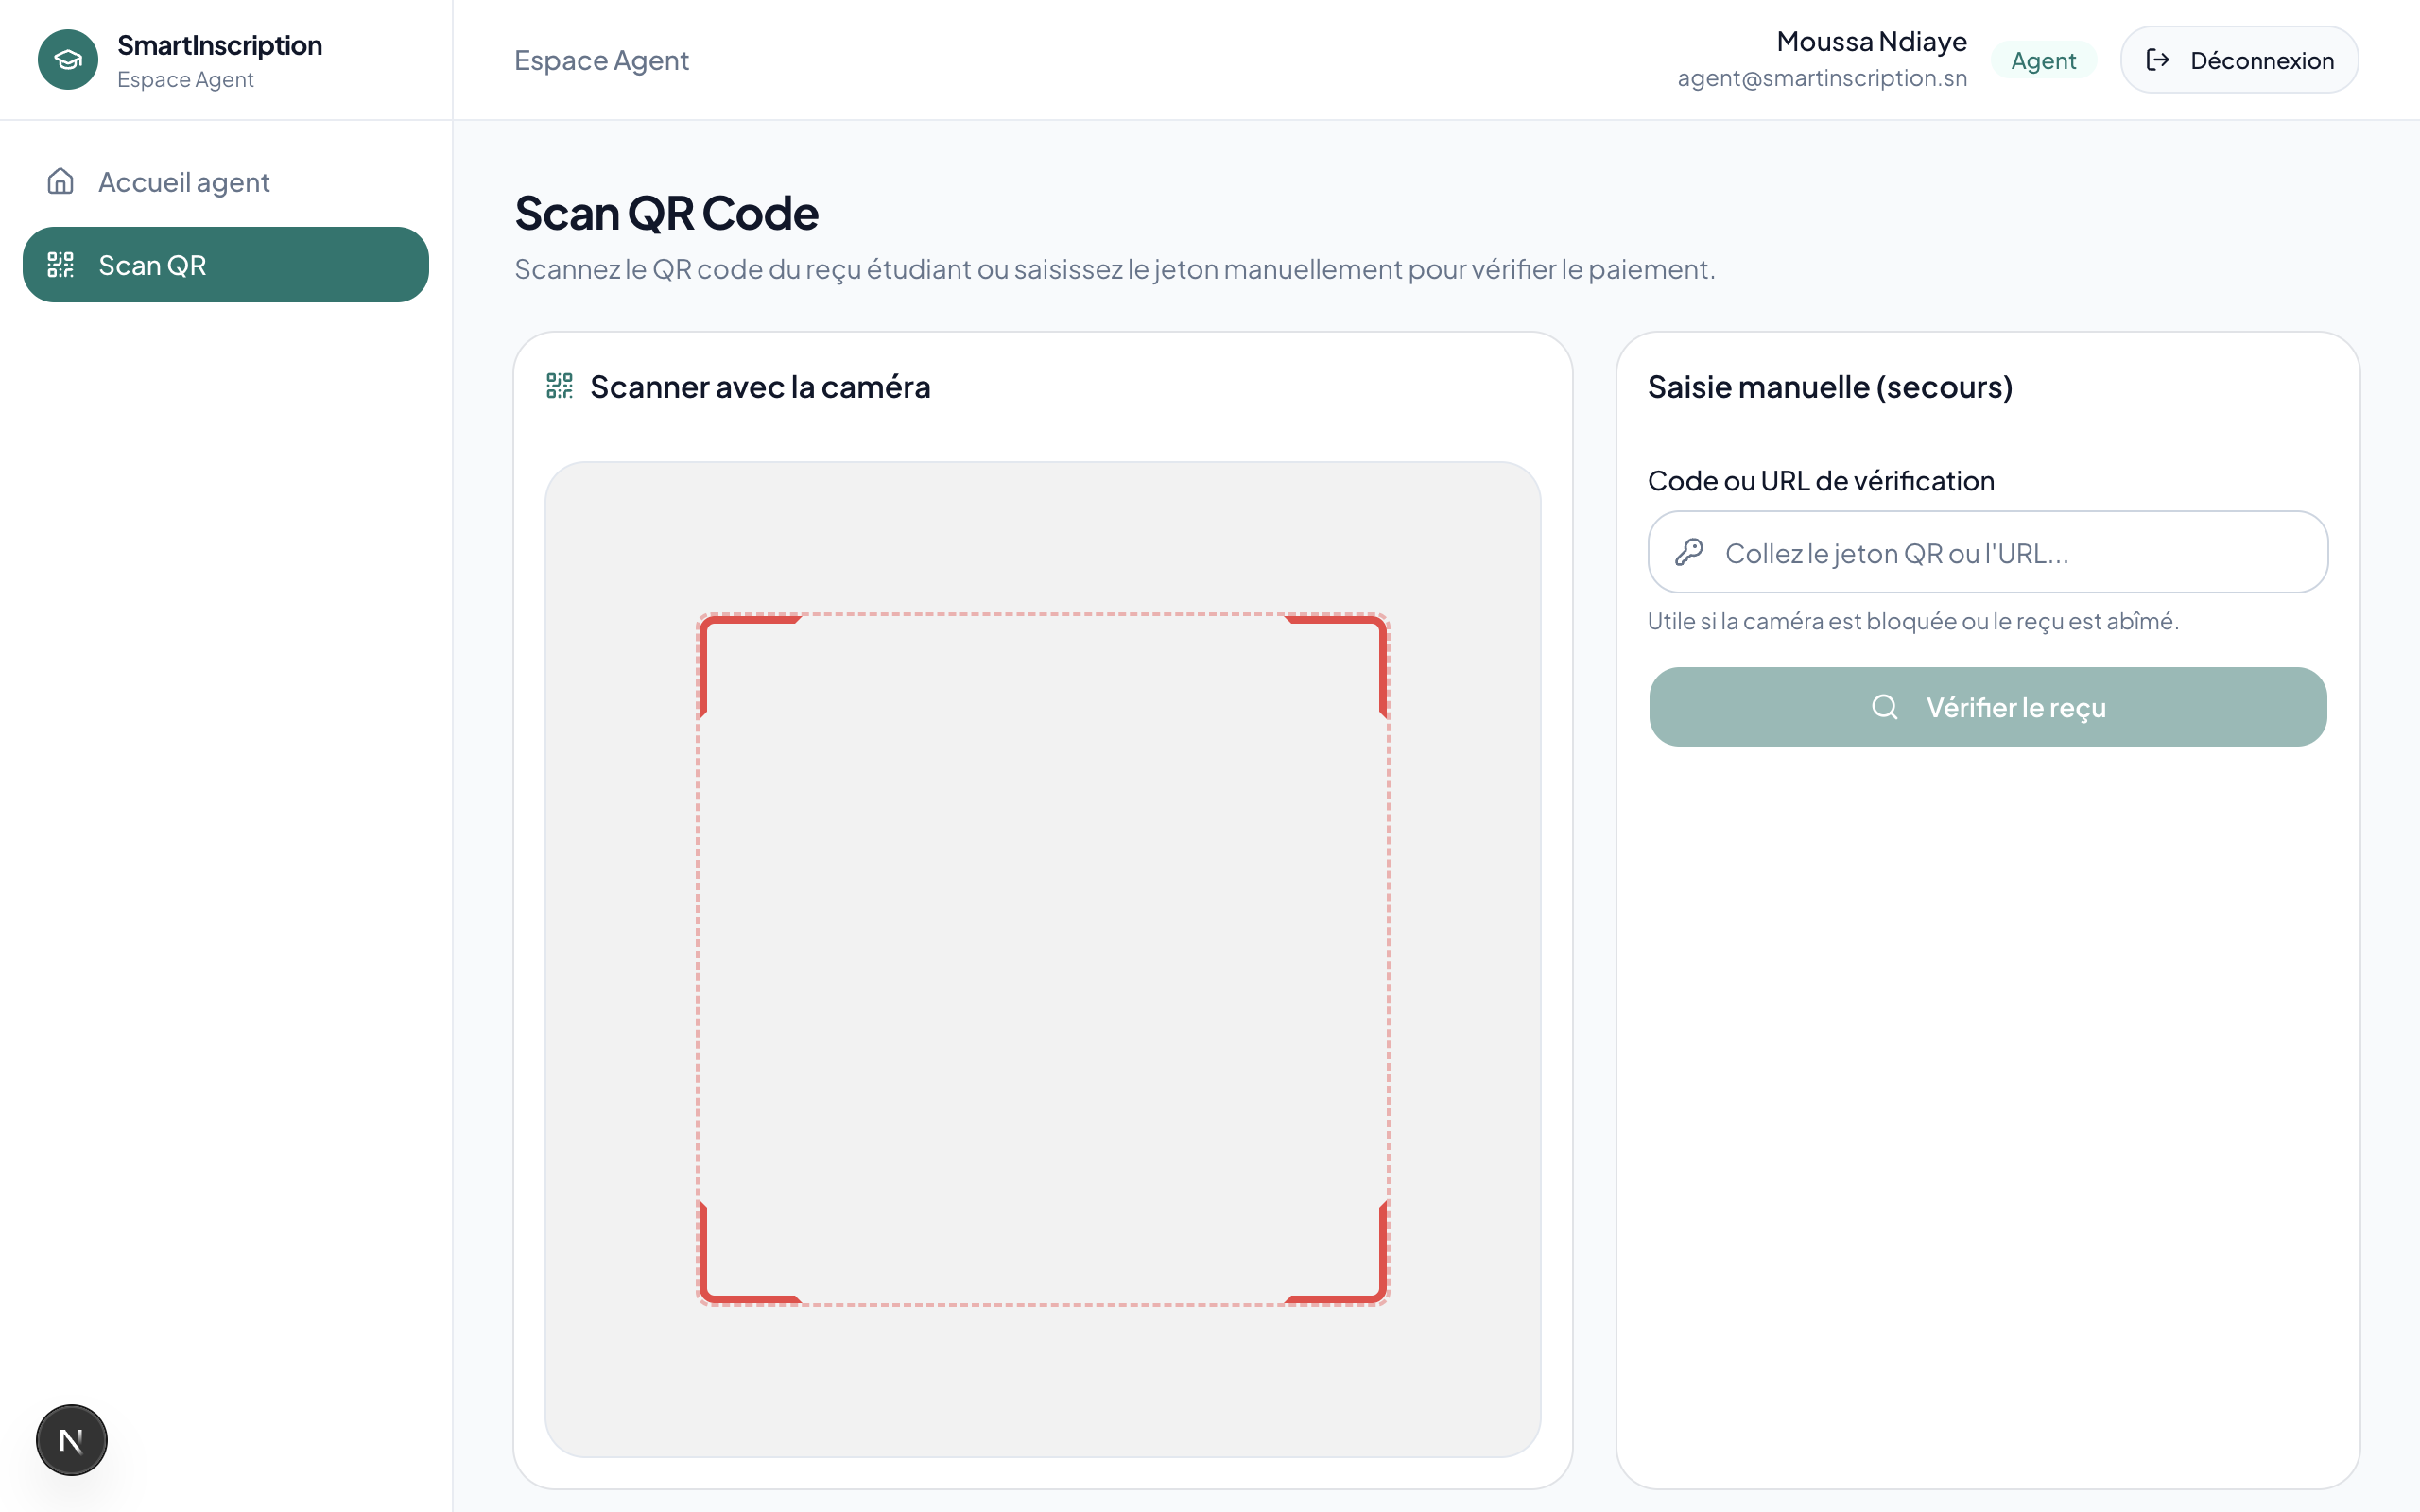 SmartInscription
Espace Agent
Accueil agent
Scan QR
Espace Agent
Moussa Ndiaye
agent@smartinscription.sn
Agent
Déconnexion
Scan QR Code
Scannez le QR code du reçu étudiant ou saisissez le jeton manuellement pour vérifier le paiement.
Scanner avec la caméra
Saisie manuelle (secours)
Code ou URL de vérification
Collez le jeton QR ou l'URL...
Utile si la caméra est bloquée ou le reçu est abîmé.
Vérifier le reçu
N